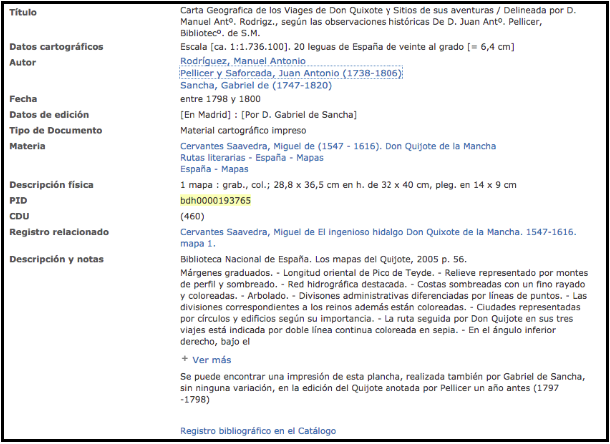 Título
Carta Geografica de los Viages de Don Quixote y Sitios de sus aventuras / Delineada por D.
Manuel Antº. Rodrigz., según las observaciones históricas De D. Juan Antº. Pellicer,
Bibliotecº. de S.M.
Datos cartográficos
Escala [ca. 1:1.736.100]. 20 leguas de España de veinte al grado [= 6,4 cm]
Autor
Rodríguez, Manuel Antonio
Pellicer y Saforcada, Juan Antonio (1738-1806)
Sancha, Gabriel de (1747-1820)
Fecha
entre 1798 y 1800
Datos de edición
[En Madrid] : [Por D. Gabriel de Sancha]
Tipo de Documento
Material cartográfico impreso
Materia
Cervantes Saavedra, Miguel de (1547 - 1616). Don Quijote de la Mancha
Rutas literarias - España - Mapas
España - Mapas
Descripción física
1 mapa : grab., col.; 28,8 x 36,5 cm en h. de 32 x 40 cm, pleg. en 14 x 9 cm
PID
bdh0000193765
CDU
(460)
Registro relacionado
Cervantes Saavedra, Miguel de El ingenioso hidalgo Don Quixote de la Mancha. 1547-1616.
mapa 1.
Descripción y notas
Biblioteca Nacional de España. Los mapas del Quijote, 2005 p. 56.
Márgenes graduados. - Longitud oriental de Pico de Teyde. - Relieve representado por montes
de perfil y sombreado. - Red hidrográfica destacada. - Costas sombreadas con un fino rayado
y coloreadas. - Arbolado. - Divisones administrativas diferenciadas por líneas de puntos. - Las
divisiones correspondientes a los reinos además están coloreadas. - Ciudades representadas
por círculos y edificios según su importancia. - La ruta seguida por Don Quijote en sus tres
viajes está indicada por doble línea continua coloreada en sepia. - En el ángulo inferior
derecho, bajo el
+ Ver más
Se puede encontrar una impresión de esta plancha, realizada también por Gabriel de Sancha,
sin ninguna variación, en la edición del Quijote anotada por Pellicer un año antes (1797
-1798)
Registro bibliográfico en el Catálogo